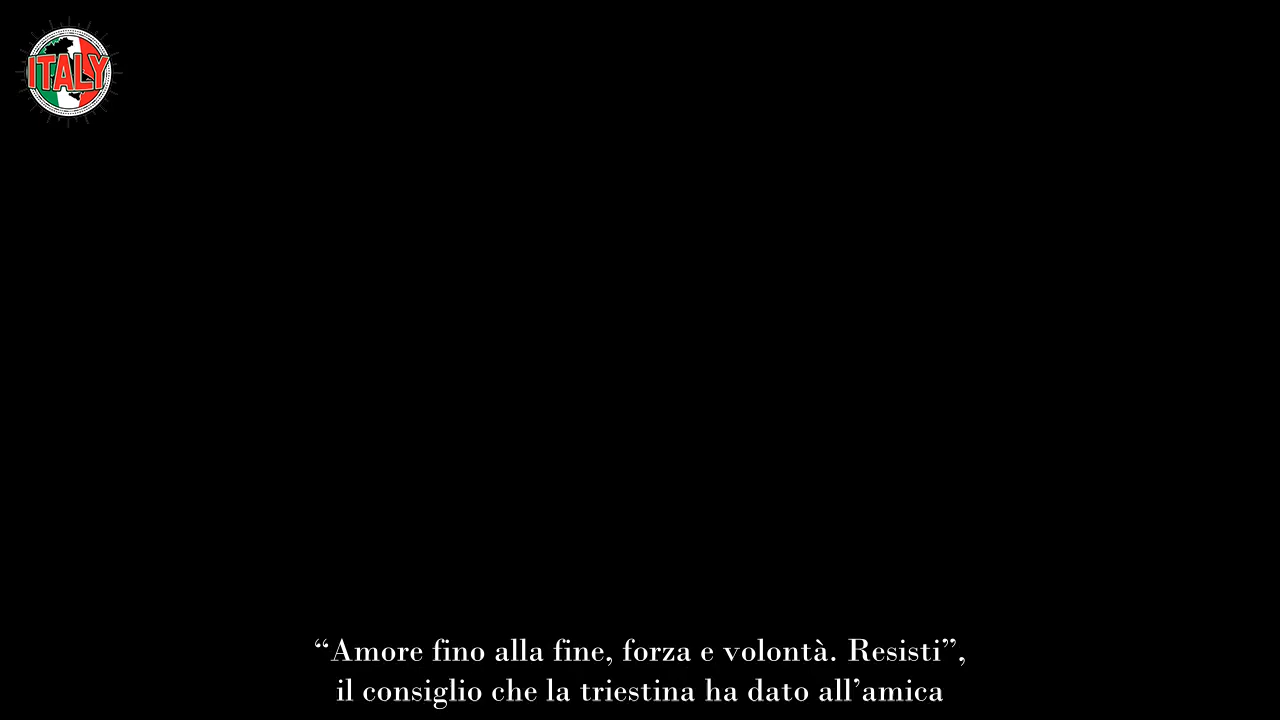 ITALY
“Amore fino alla fine, forza e volontà. Resisti”,
il consiglio che la triestina ha dato all’amica